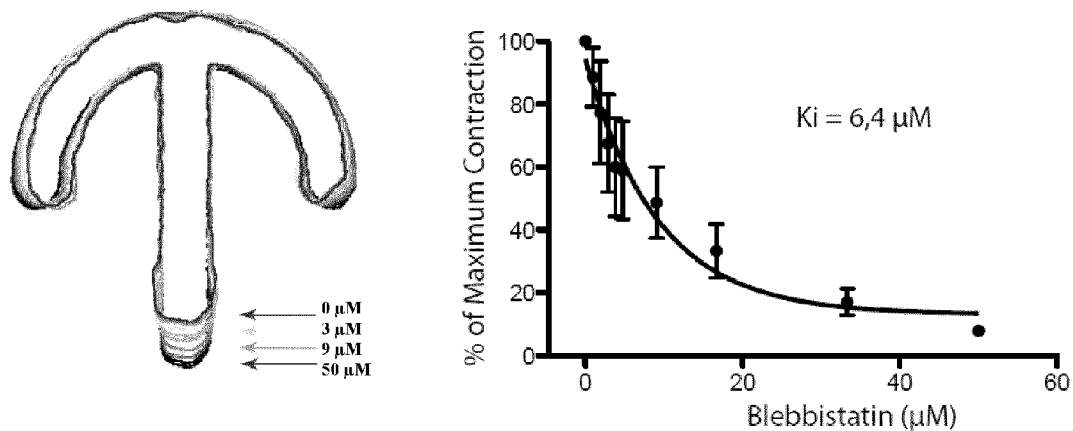 0 µM
3 µM
9 µM
50 µM
% of Maximum Contraction
100
80
60
40
20
0
Ki = 6,4 µM
0 20 40 60
Blebbistatin (µM)